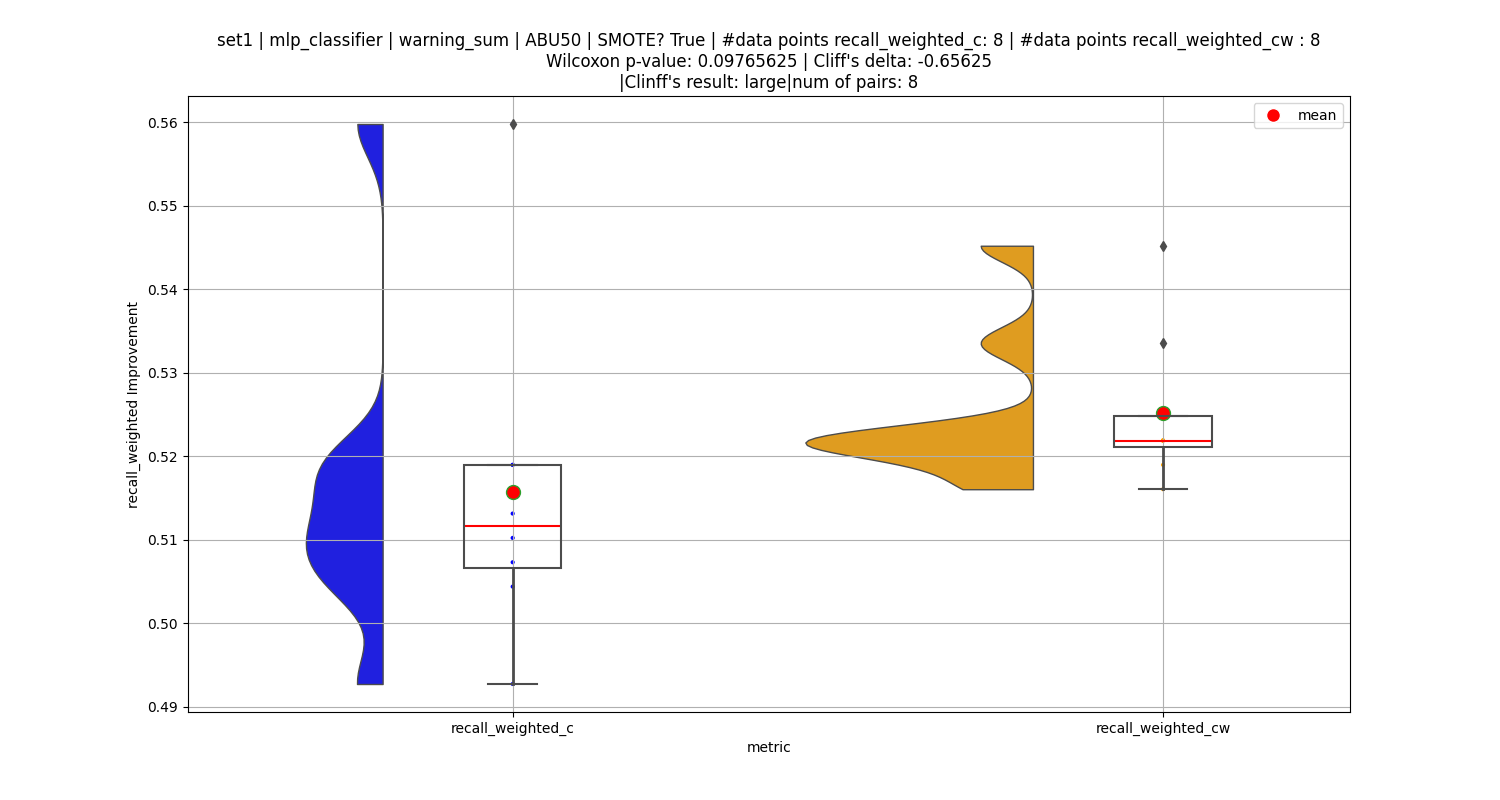 set1 | mlp_classifier | warning_sum | ABU50 | SMOTE? True | #data points recall_weighted_c: 8 | #data points recall_weighted_cw : 8
Wilcoxon p-value: 0.09765625 | Cliff's delta: -0.65625
|Clinff's result: large|num of pairs: 8
mean
0.56
0.55
0.54
0.53
0.52
0.51
0.50
0.49
recall_weighted Improvement
recall_weighted_c
recall_weighted_cw
metric